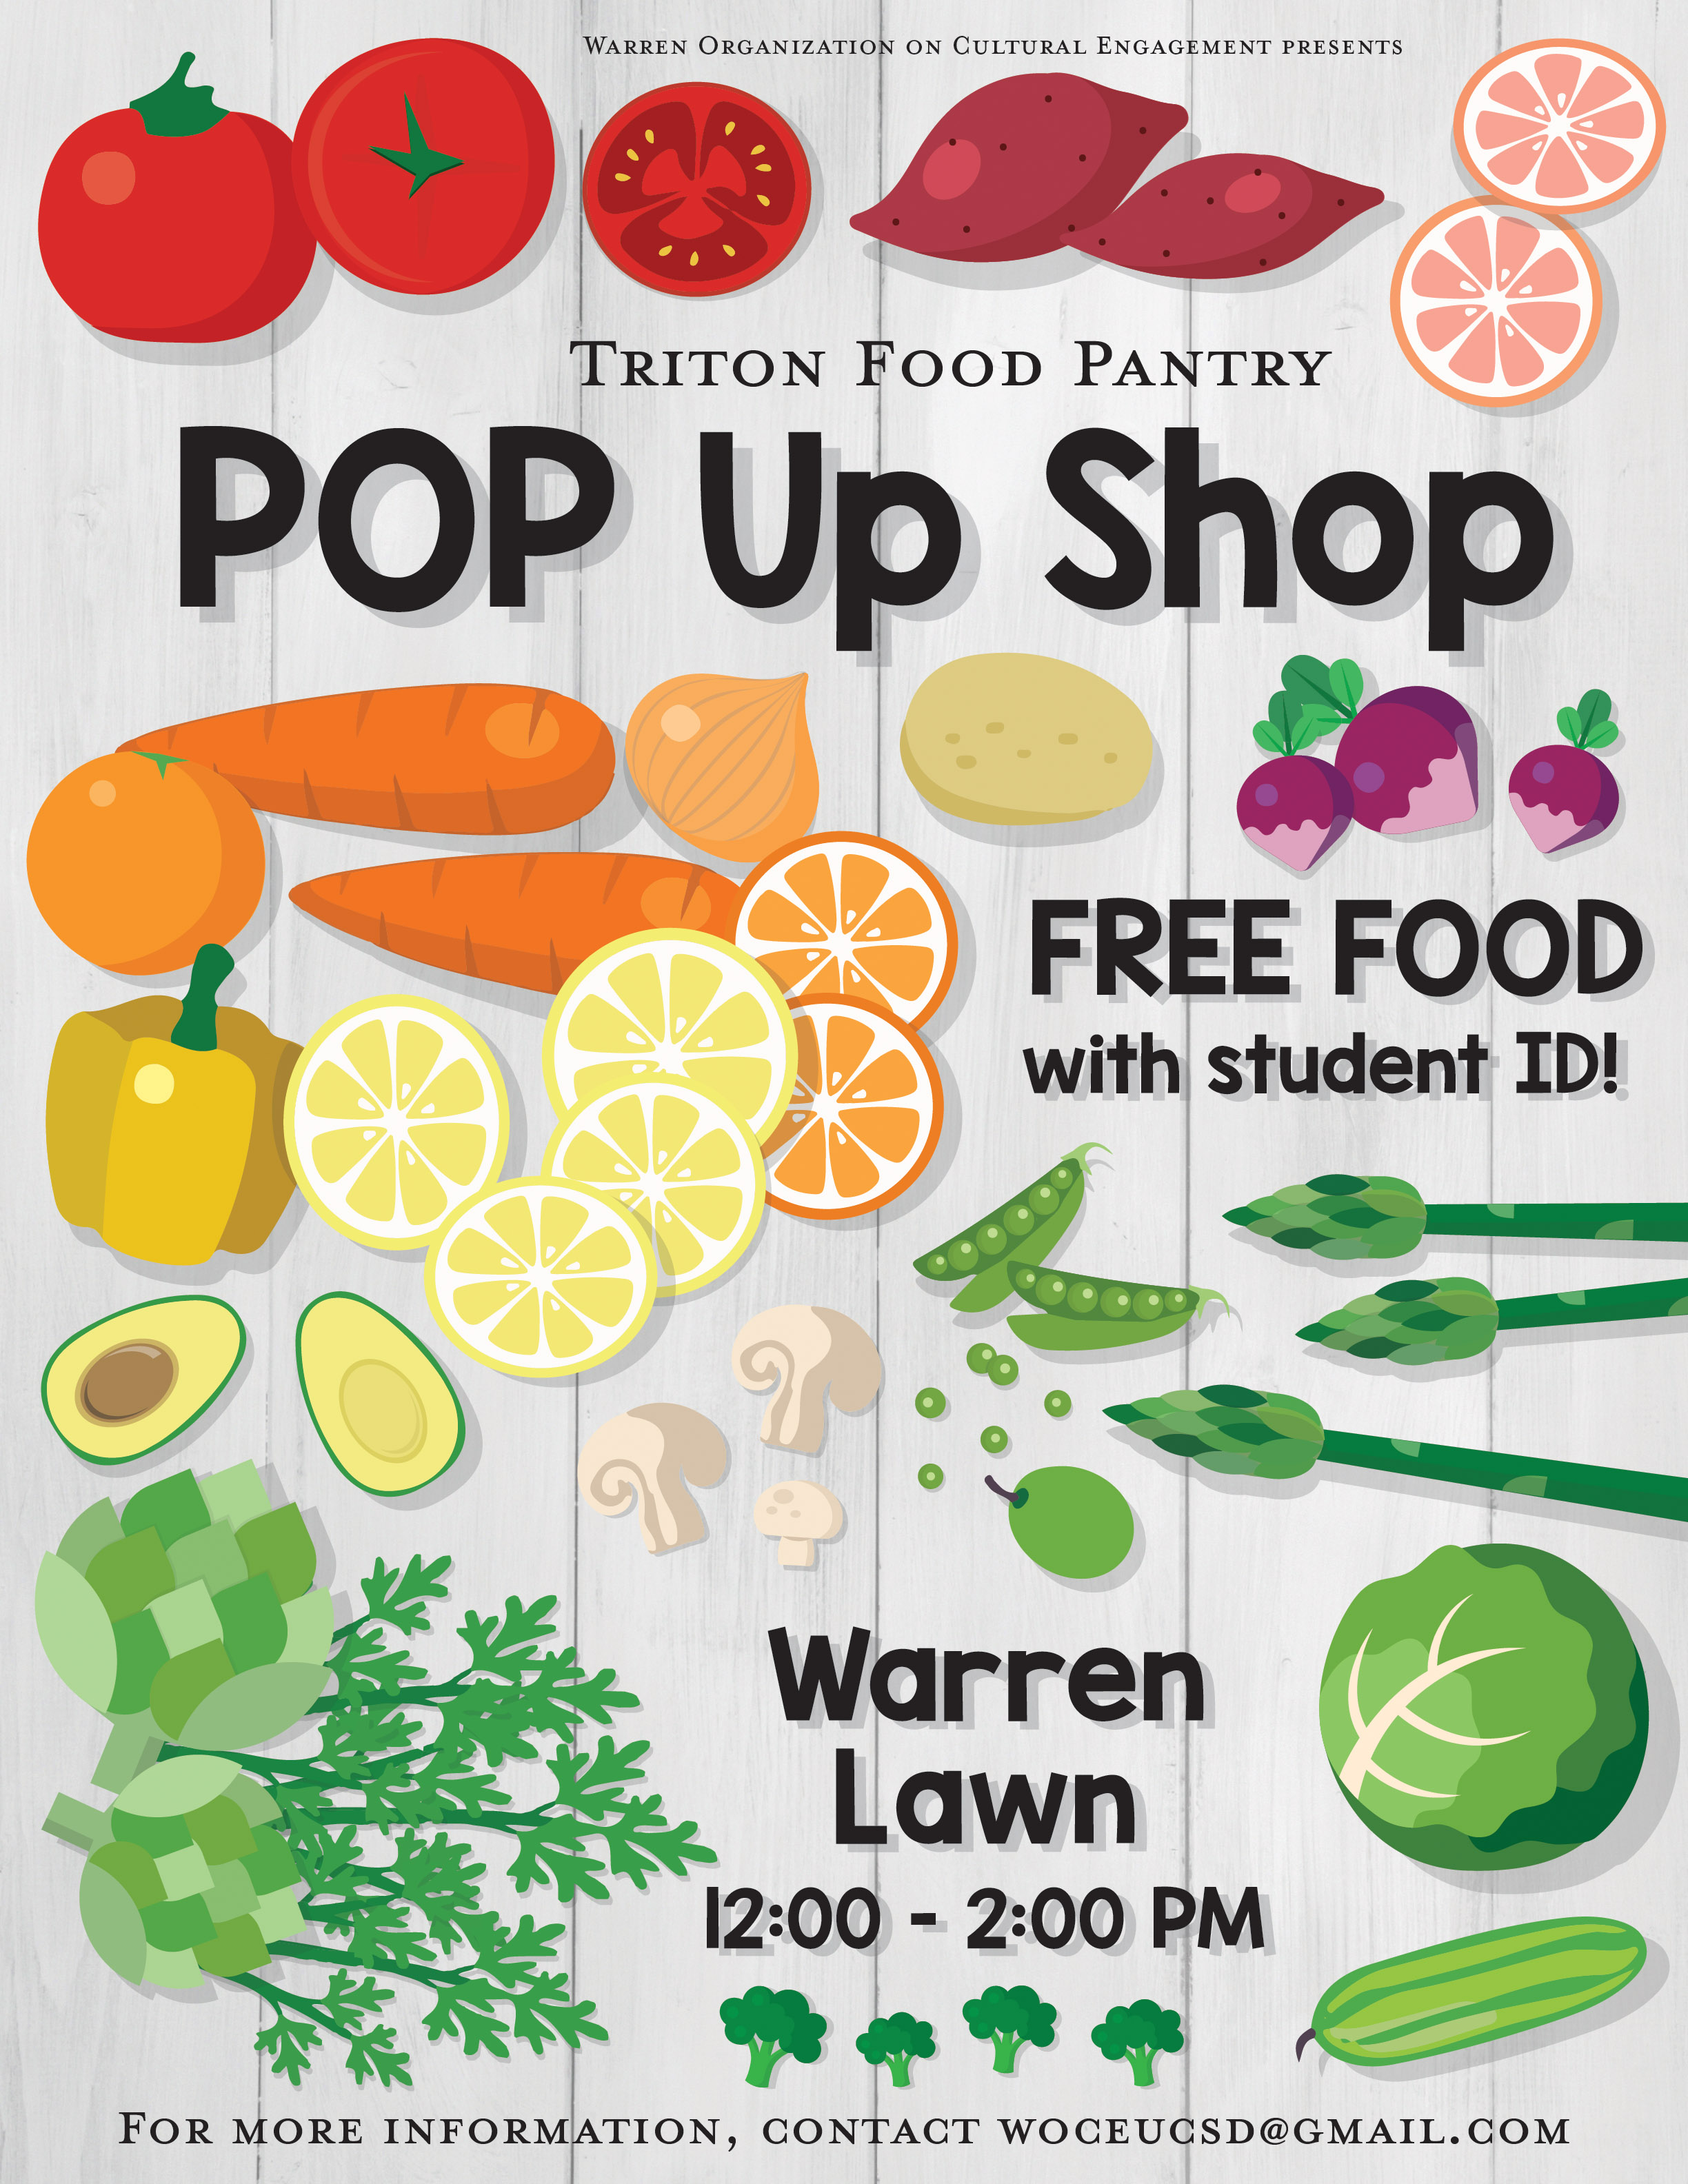 Warren Organization on Cultural Engagement presents
Triton Food Pantry
POP Up Shop
FREE FOOD
with student ID!
Warren
Lawn
12:00 - 2:00 PM
For more information, contact woceucsd@gmail.com